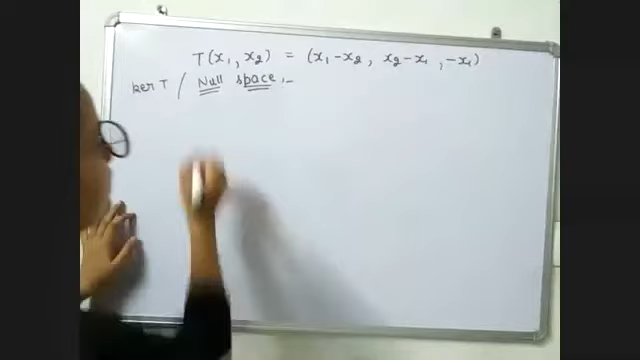 T(x₁, x₂) = (x₁-x₂, x₂-x₁, -x₁)
ker T / Null space :-